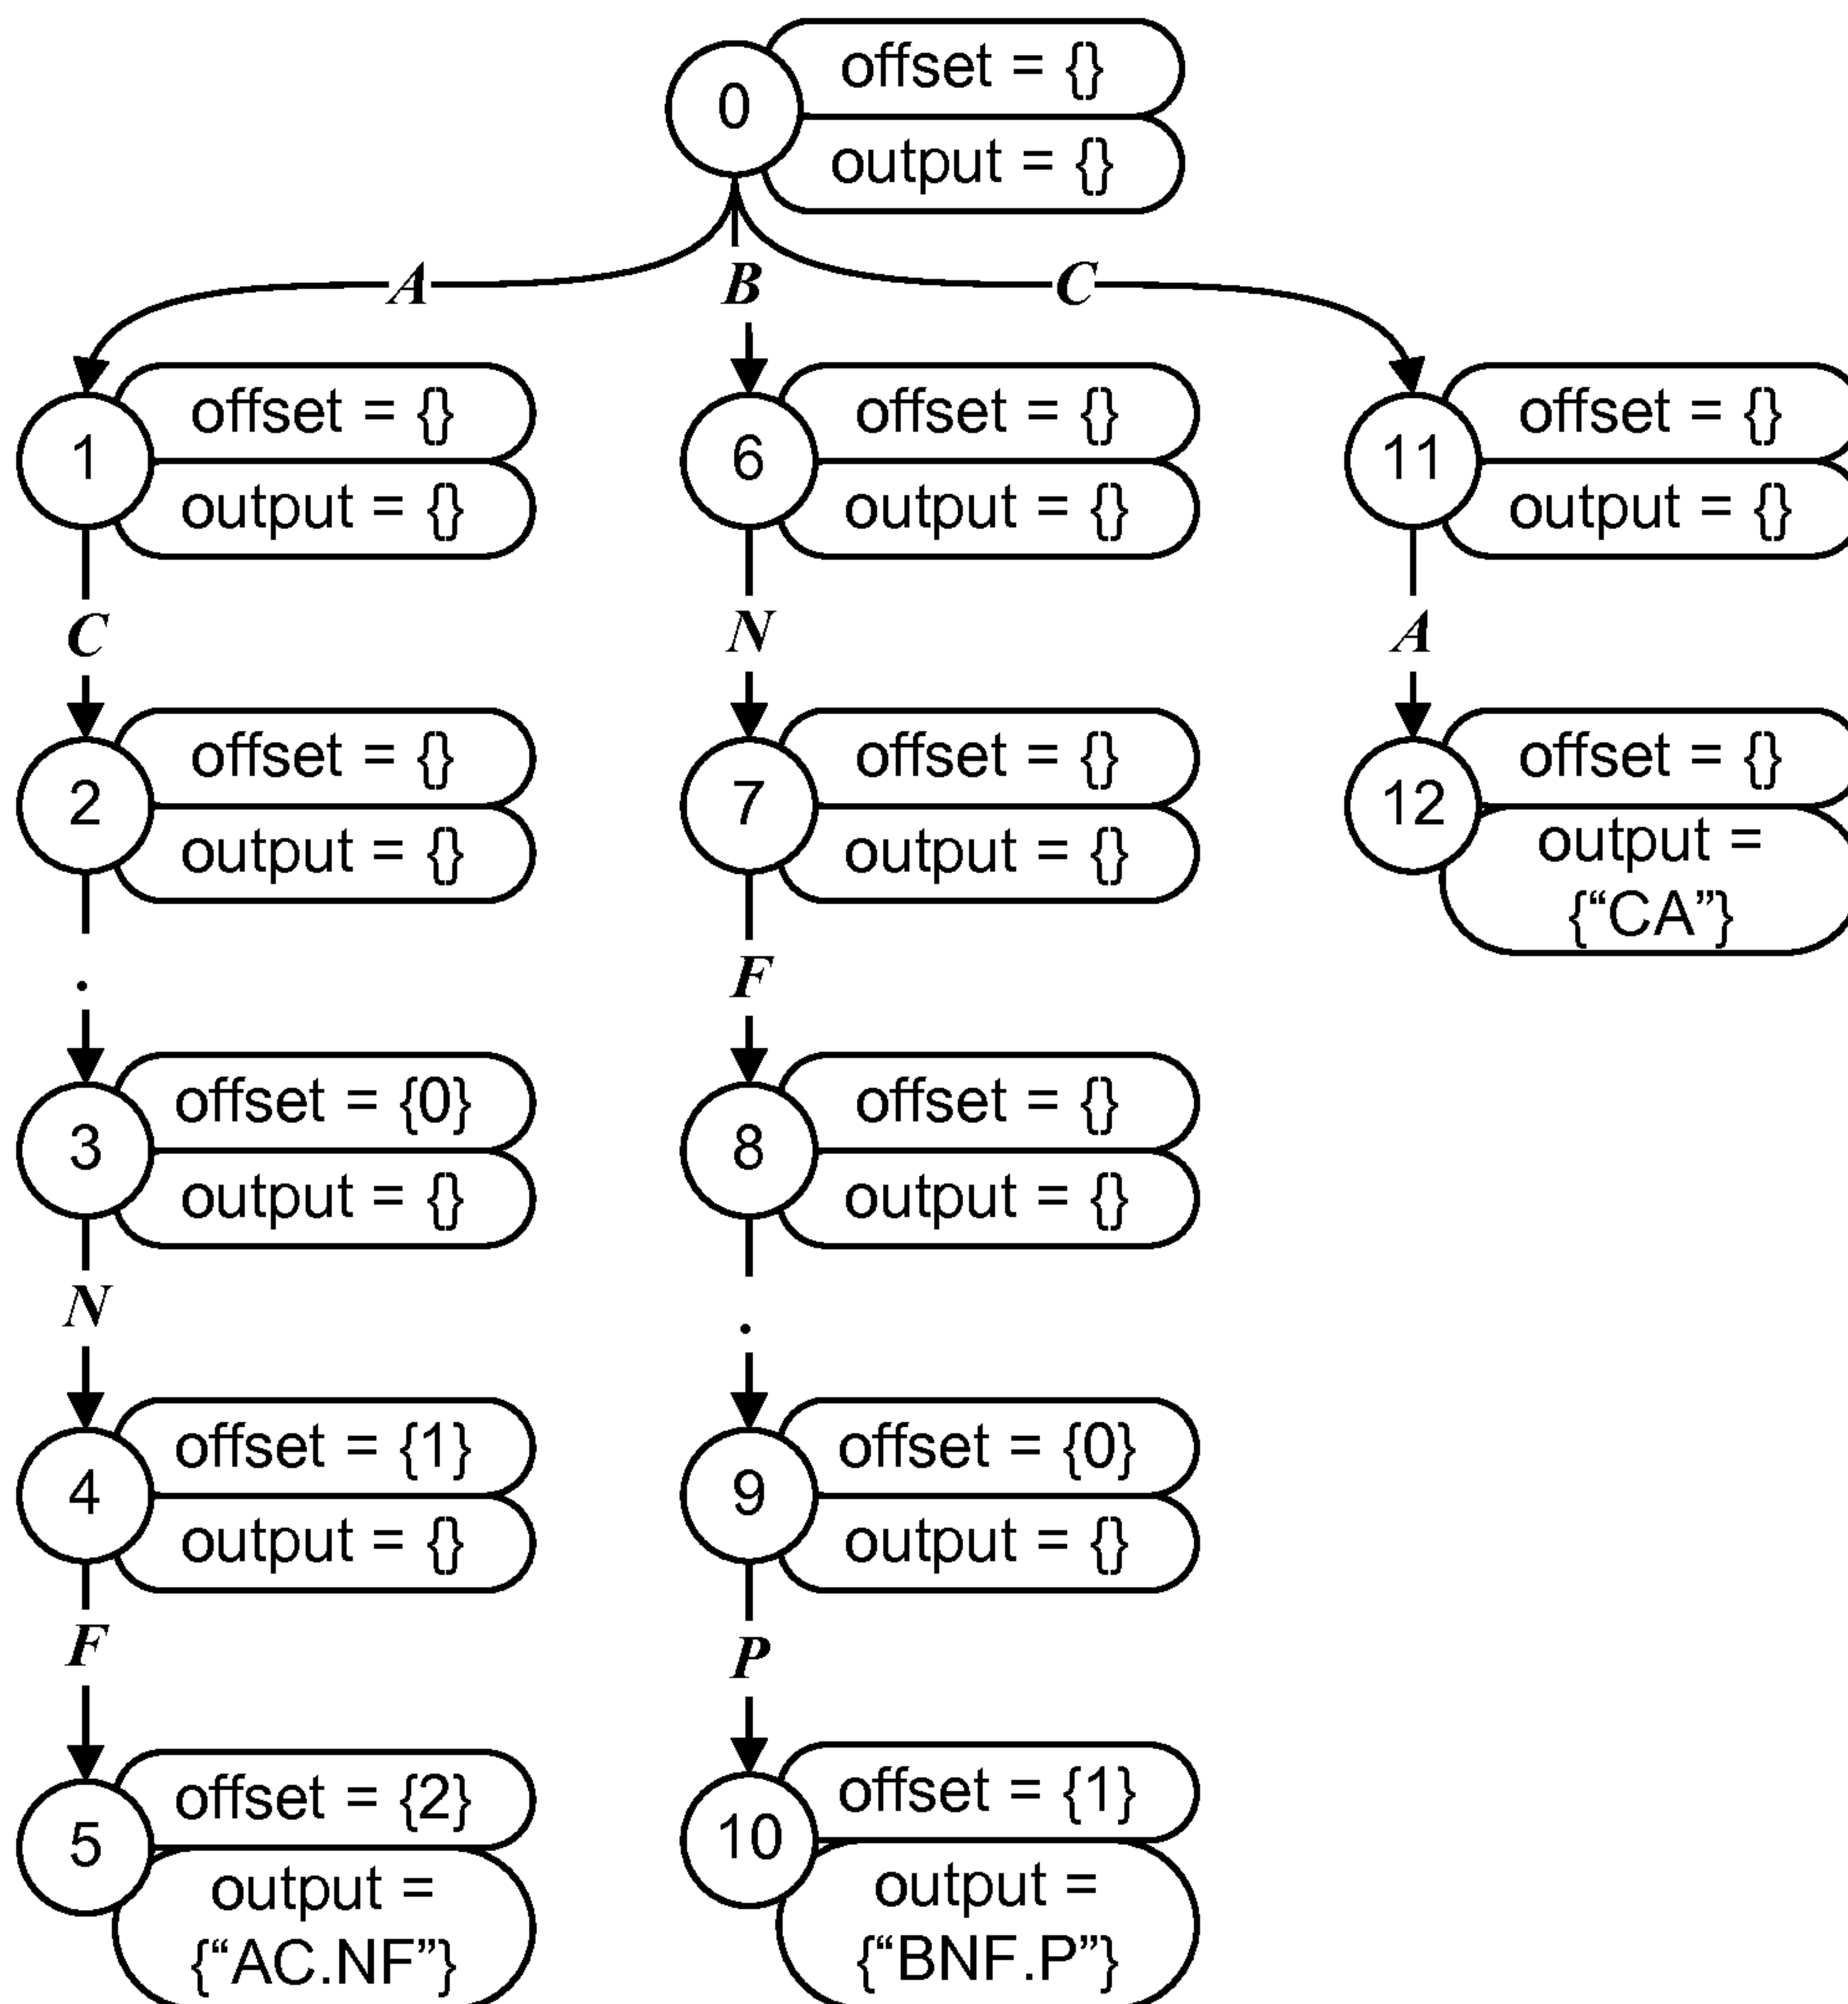 0
offset = {}
output = {}
A
B
C
1
offset = {}
output = {}
6
offset = {}
output = {}
11
offset = {}
output = {}
C
N
A
2
offset = {}
output = {}
7
offset = {}
output = {}
12
offset = {}
output =
{“CA”}
.
F
3
offset = {0}
output = {}
8
offset = {}
output = {}
N
.
4
offset = {1}
output = {}
9
offset = {0}
output = {}
F
P
5
offset = {2}
output =
{“AC.NF”}
10
offset = {1}
output =
{“BNF.P”}